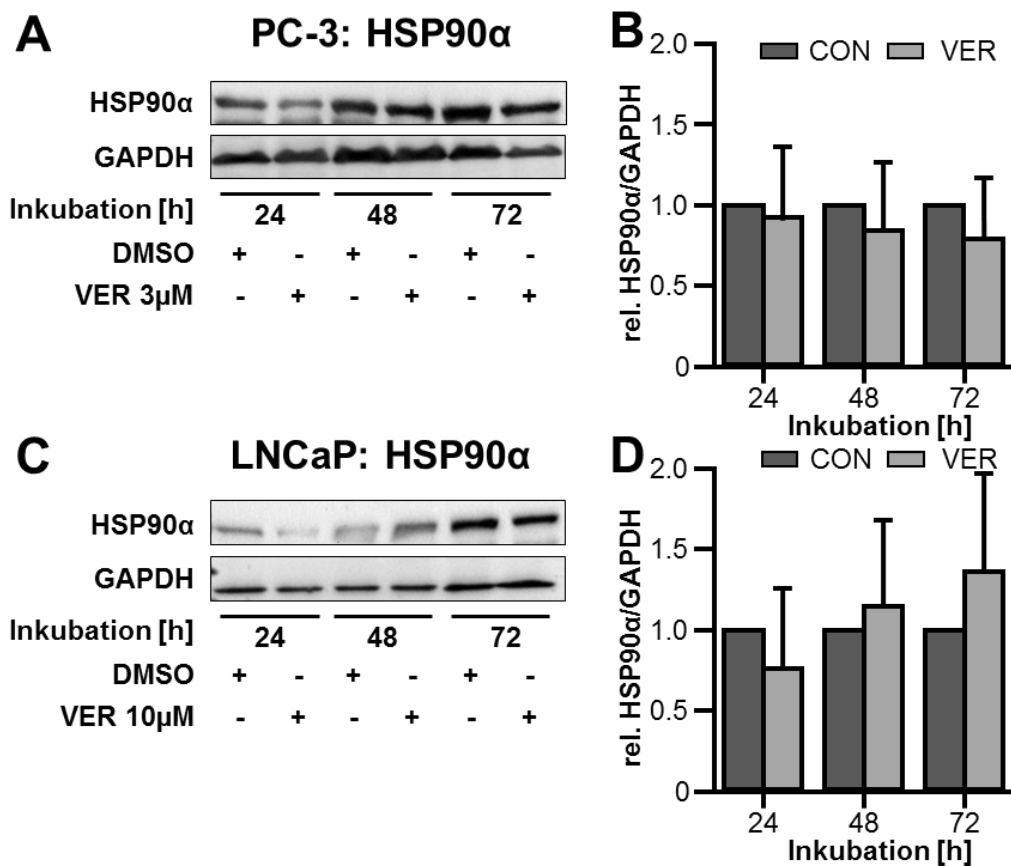 A
PC-3: HSP90α
HSP90α
GAPDH
Inkubation [h]
24 48 72
DMSO + - + - + -
VER 3µM - + - + - +
B
CON VER
rel. HSP90α/GAPDH
2.0
1.5
1.0
0.5
0
24 48 72
Inkubation [h]
C
LNCaP: HSP90α
HSP90α
GAPDH
Inkubation [h]
24 48 72
DMSO + - + - + -
VER 10µM - + - + - +
D
CON VER
rel. HSP90α/GAPDH
2.0
1.5
1.0
0.5
0
24 48 72
Inkubation [h]